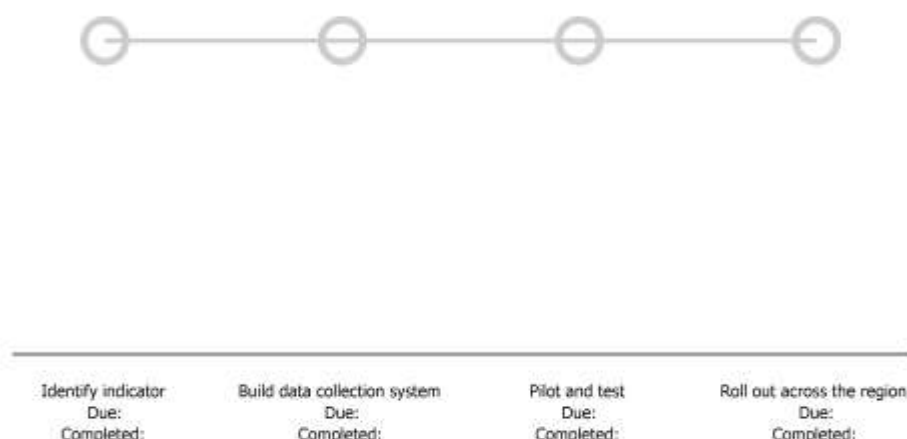 Identify indicator
Due:
Completed:
Build data collection system
Due:
Completed:
Pilot and test
Due:
Completed:
Roll out across the region
Due:
Completed: